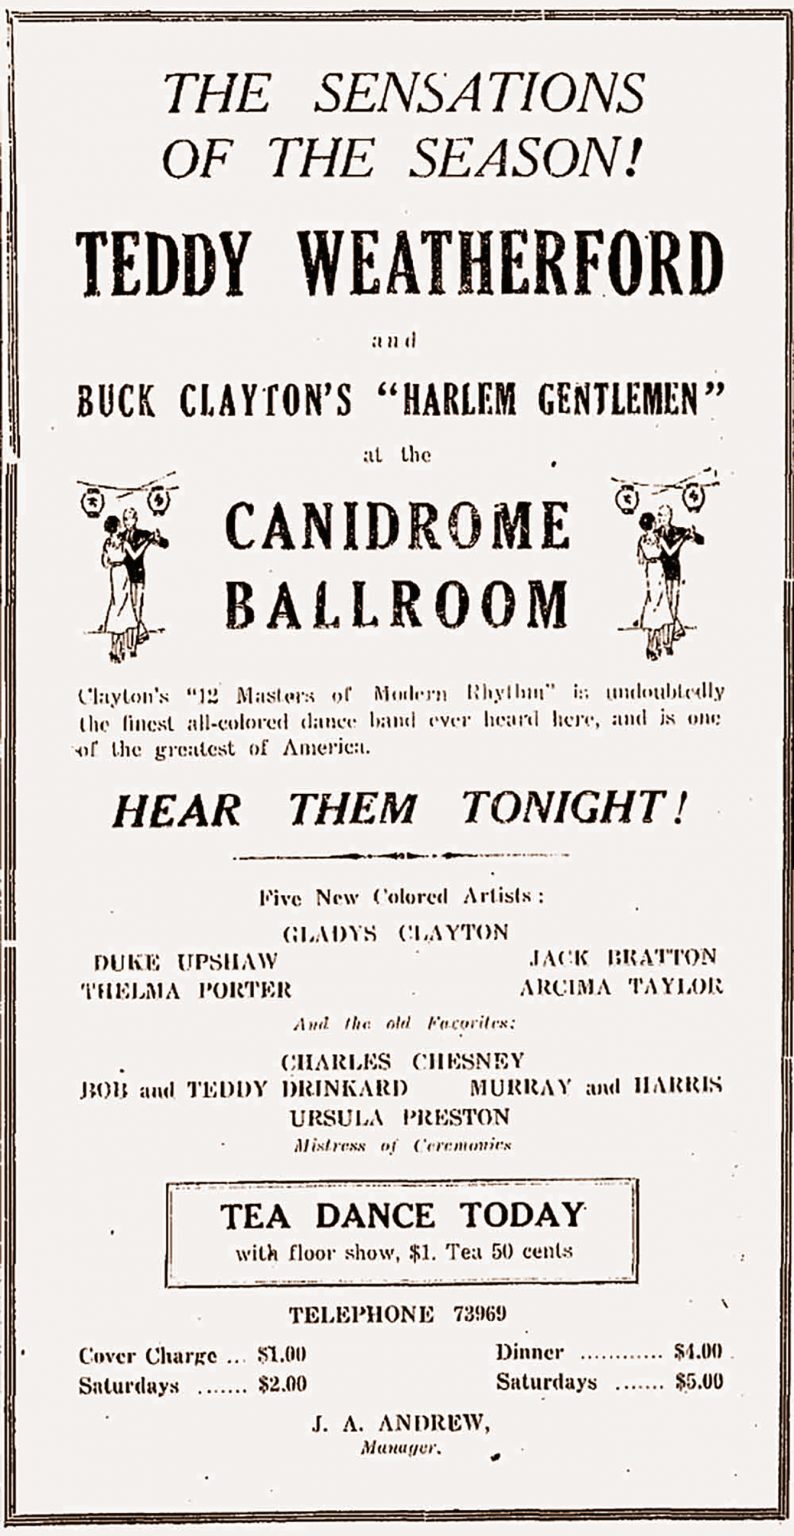 THE SENSATIONS
OF THE SEASON!
TEDDY WEATHERFORD
and
BUCK CLAYTON'S "HARLEM GENTLEMEN"
at the
CANIDROME
BALLROOM
Clayton's "12 Masters of Modern Rhythm" is undoubtedly
the finest all-colored dance band ever heard here, and is one
of the greatest of America.
HEAR THEM TONIGHT!
Five New Colored Artists:
GLADYS CLAYTON
DUKE UPSHAW JACK BRATTON
THELMA PORTER ARCIMA TAYLOR
And the old Favorites:
CHARLES CHESNEY
BOB and TEDDY DRINKARD MURRAY and HARRIS
URSULA PRESTON
Mistress of Ceremonies
TEA DANCE TODAY
with floor show, $1. Tea 50 cents
TELEPHONE 73969
Cover Charge ... $1.00 Dinner ............ $4.00
Saturdays ....... $2.00 Saturdays ....... $5.00
J. A. ANDREW,
Manager.